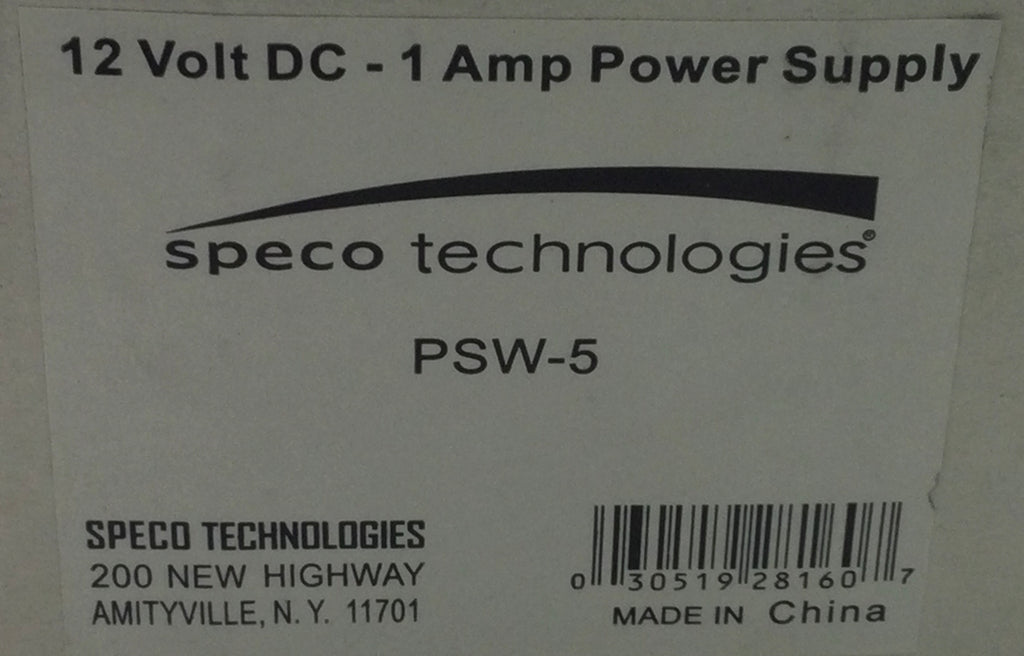 12 Volt DC - 1 Amp Power Supply
speco technologies®
PSW-5
SPECO TECHNOLOGIES
200 NEW HIGHWAY
AMITYVILLE, N. Y. 11701
0 30519 28160 7
MADE IN China